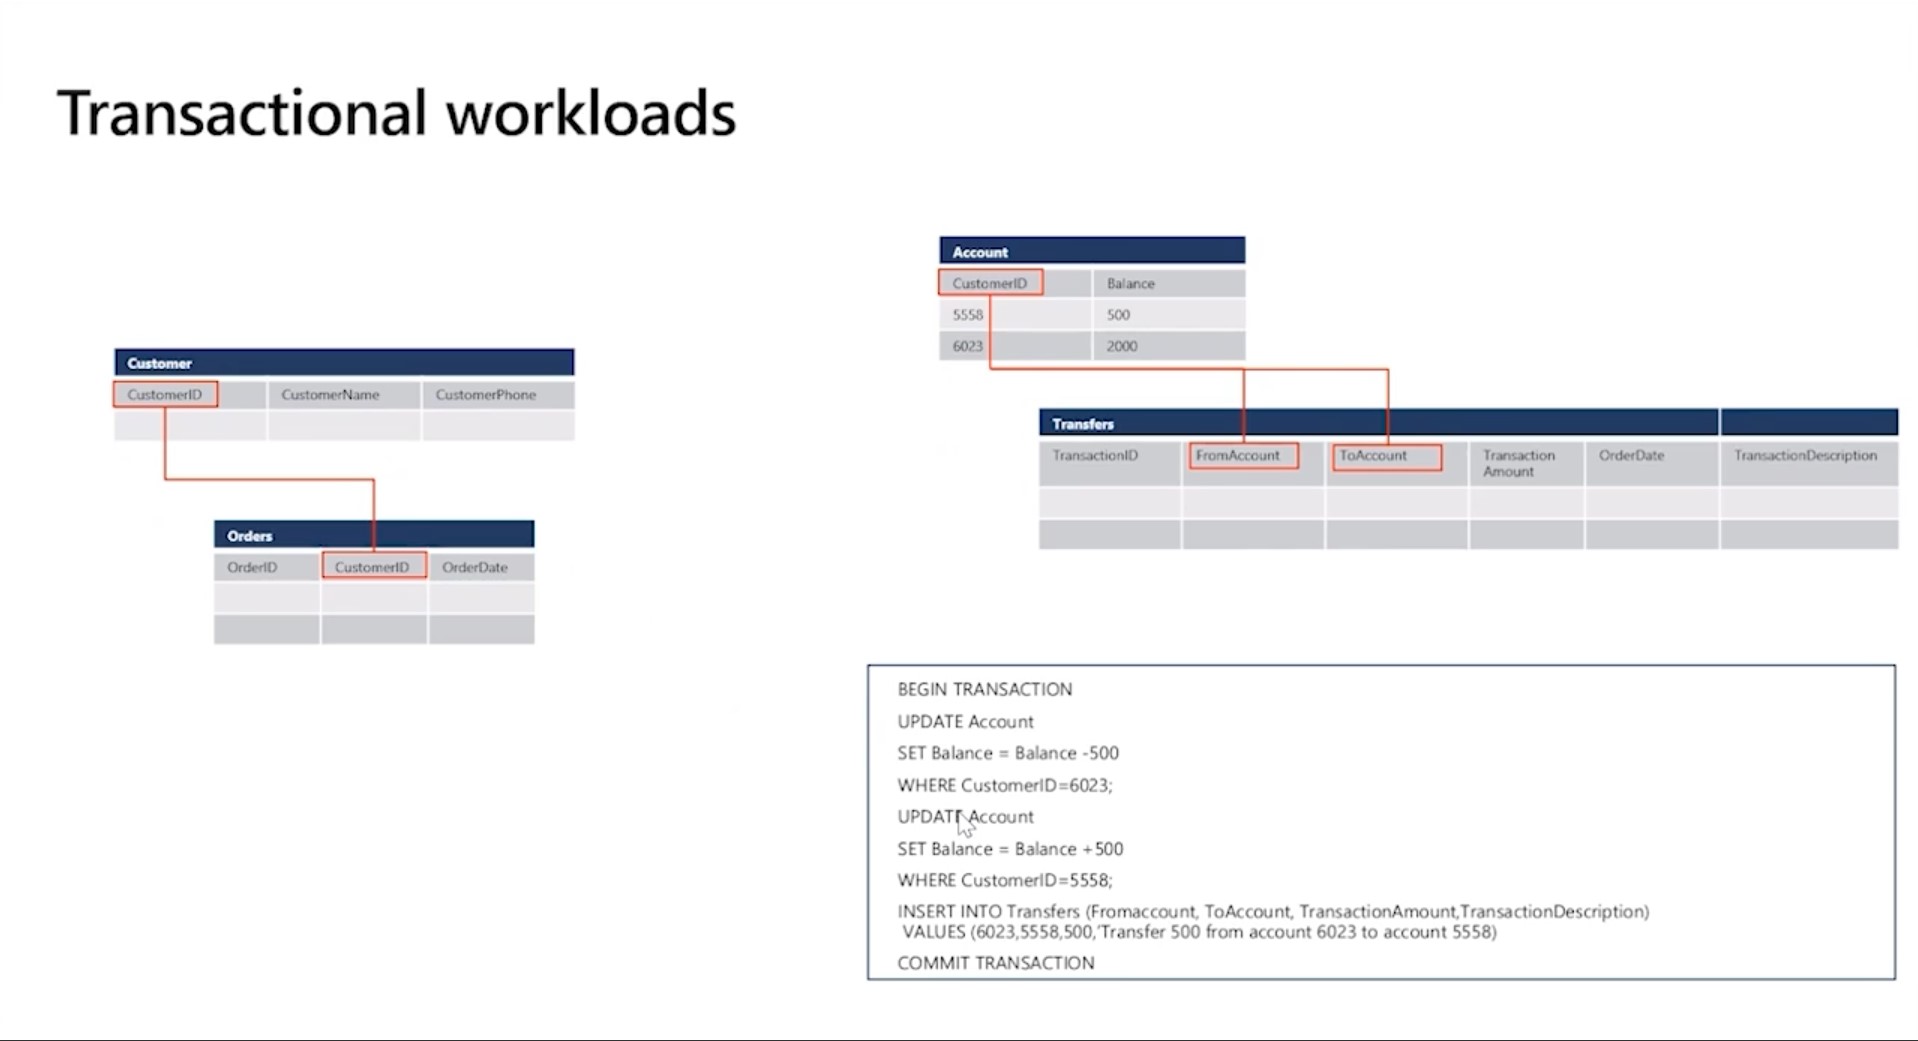 Transactional workloads
Account
CustomerID Balance
5558 500
6023 2000
Customer
CustomerID CustomerName CustomerPhone
Transfers
TransactionID FromAccount ToAccount Transaction Amount OrderDate TransactionDescription
Orders
OrderID CustomerID OrderDate
BEGIN TRANSACTION
UPDATE Account
SET Balance = Balance -500
WHERE CustomerID=6023;
UPDATE Account
SET Balance = Balance +500
WHERE CustomerID=5558;
INSERT INTO Transfers (Fromaccount, ToAccount, TransactionAmount,TransactionDescription)
VALUES (6023,5558,500,'Transfer 500 from account 6023 to account 5558)
COMMIT TRANSACTION